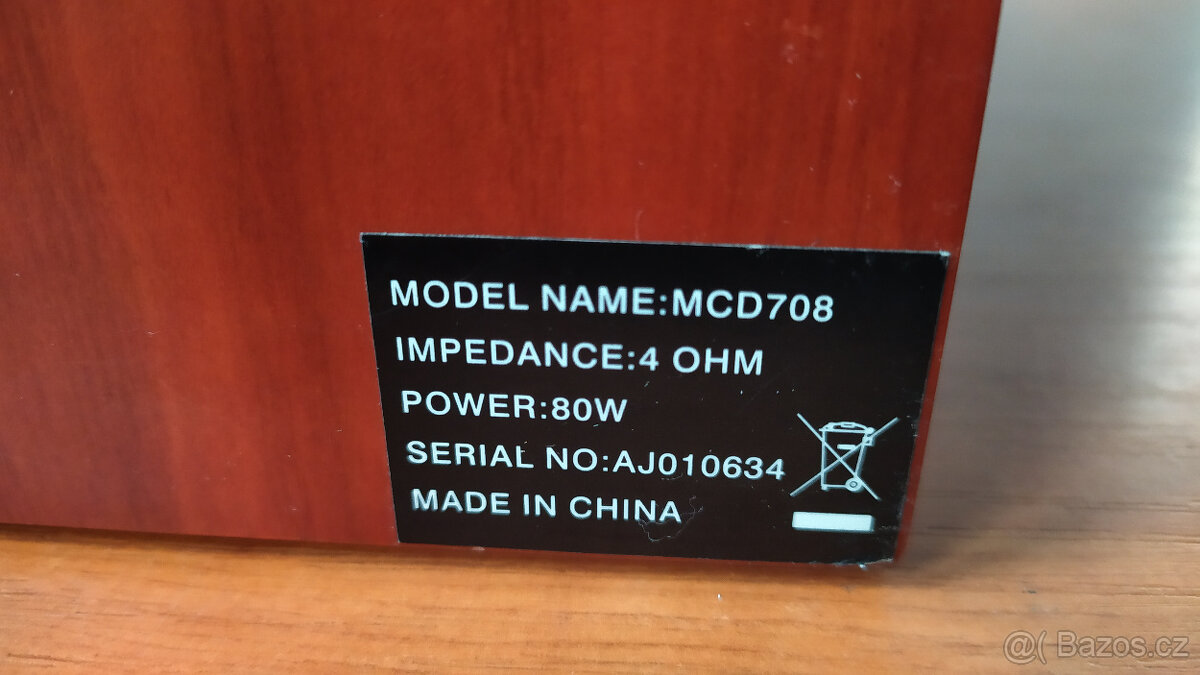 MODEL NAME:MCD708
IMPEDANCE:4 OHM
POWER:80W
SERIAL NO:AJ010634
MADE IN CHINA
@( Bazos.cz